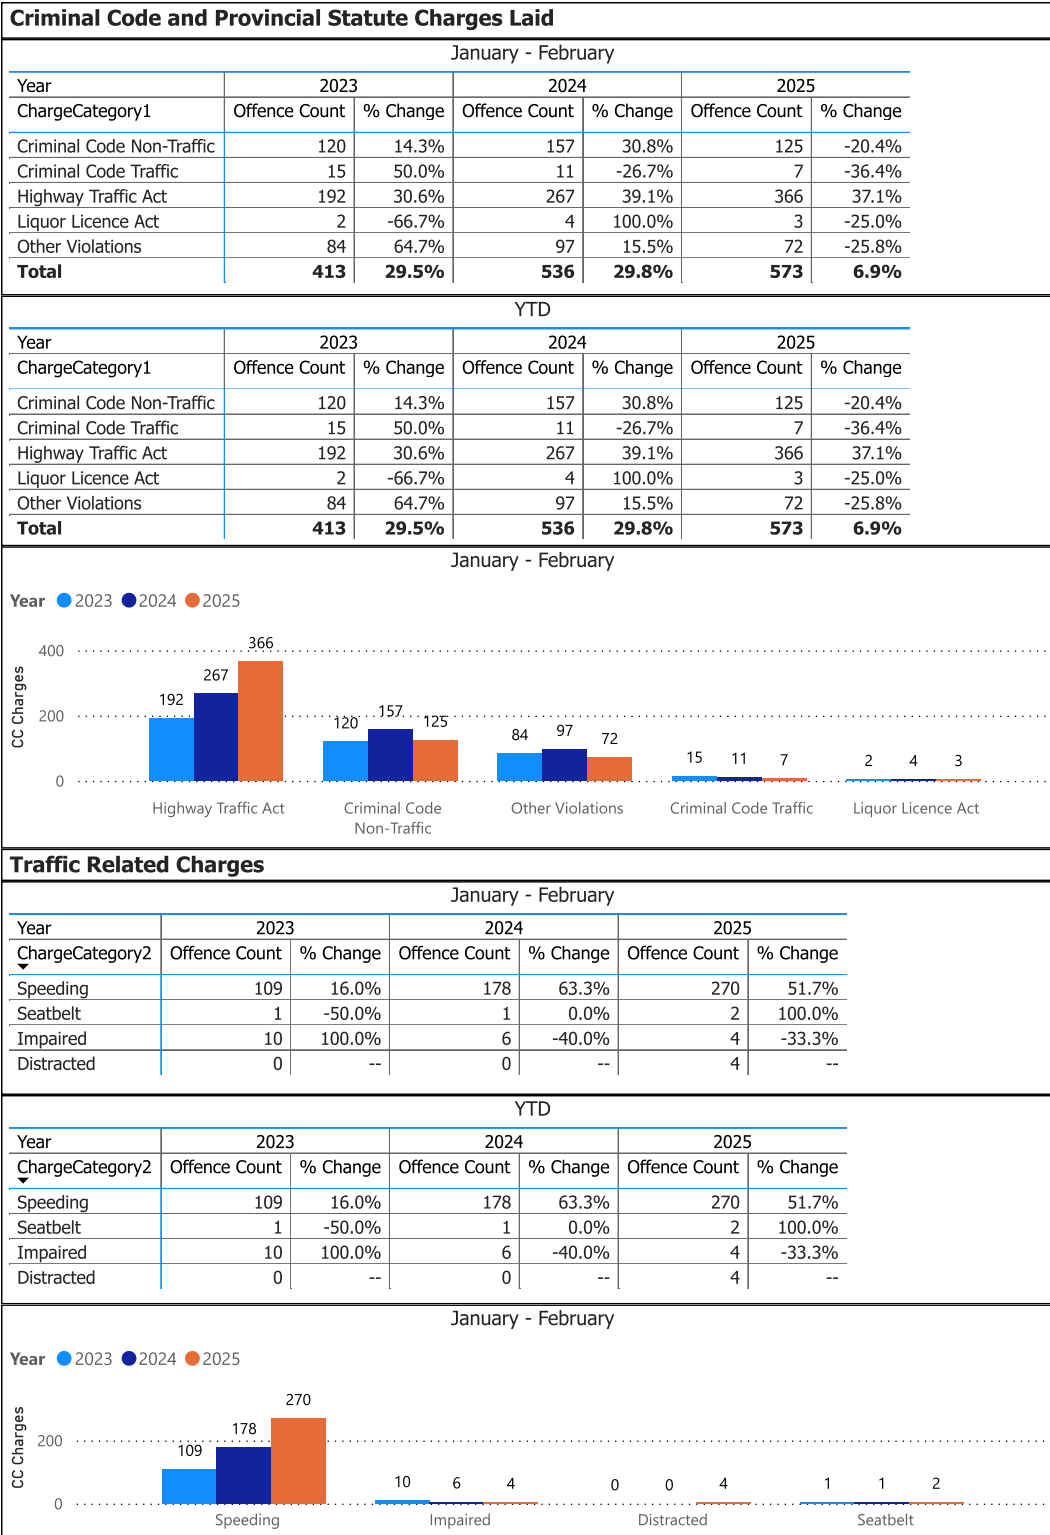 Criminal Code and Provincial Statute Charges Laid
January - February
Year 2023 2024 2025
ChargeCategory1 Offence Count % Change Offence Count % Change Offence Count % Change
Criminal Code Non-Traffic 120 14.3% 157 30.8% 125 -20.4%
Criminal Code Traffic 15 50.0% 11 -26.7% 7 -36.4%
Highway Traffic Act 192 30.6% 267 39.1% 366 37.1%
Liquor Licence Act 2 -66.7% 4 100.0% 3 -25.0%
Other Violations 84 64.7% 97 15.5% 72 -25.8%
Total 413 29.5% 536 29.8% 573 6.9%
YTD
Year 2023 2024 2025
ChargeCategory1 Offence Count % Change Offence Count % Change Offence Count % Change
Criminal Code Non-Traffic 120 14.3% 157 30.8% 125 -20.4%
Criminal Code Traffic 15 50.0% 11 -26.7% 7 -36.4%
Highway Traffic Act 192 30.6% 267 39.1% 366 37.1%
Liquor Licence Act 2 -66.7% 4 100.0% 3 -25.0%
Other Violations 84 64.7% 97 15.5% 72 -25.8%
Total 413 29.5% 536 29.8% 573 6.9%
January - February
Year 2023 2024 2025
CC Charges
400
200
0
192 267 366
120 157 125
84 97 72
15 11 7
2 4 3
Highway Traffic Act
Criminal Code
Non-Traffic
Other Violations
Criminal Code Traffic
Liquor Licence Act
Traffic Related Charges
January - February
Year 2023 2024 2025
ChargeCategory2 Offence Count % Change Offence Count % Change Offence Count % Change
Speeding 109 16.0% 178 63.3% 270 51.7%
Seatbelt 1 -50.0% 1 0.0% 2 100.0%
Impaired 10 100.0% 6 -40.0% 4 -33.3%
Distracted 0 -- 0 -- 4 --
YTD
Year 2023 2024 2025
ChargeCategory2 Offence Count % Change Offence Count % Change Offence Count % Change
Speeding 109 16.0% 178 63.3% 270 51.7%
Seatbelt 1 -50.0% 1 0.0% 2 100.0%
Impaired 10 100.0% 6 -40.0% 4 -33.3%
Distracted 0 -- 0 -- 4 --
January - February
Year 2023 2024 2025
CC Charges
200
0
109 178 270
10 6 4
0 0 4
1 1 2
Speeding
Impaired
Distracted
Seatbelt